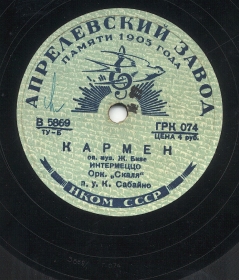 АПРЕЛЕВСКИЙ ЗАВОД
ПАМЯТИ 1905 ГОДА
В 5869
ГРК 074
ТУ-Б
ЦЕНА 4 руб.
КАРМЕН
оп. муз. Ж. Бизе
ИНТЕРМЕЦЦО
Орк. „Скаля"
п. у. К. Сабайно
НКОМ СССР